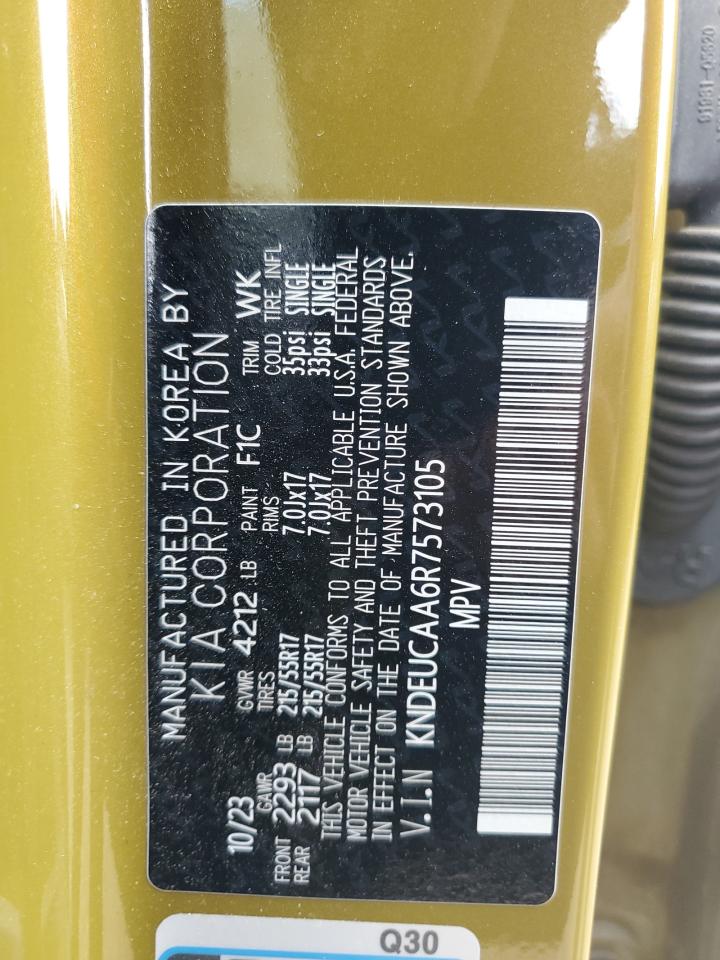 MANUFACTURED IN KOREA BY
KIA CORPORATION
10/23 GVWR 4212 LB PAINT F1C TRIM WK
GAWR TIRES RIMS COLD TIRE INFL
FRONT 2293 LB 215/55R17 7.0Jx17 35psi SINGLE
REAR 2117 LB 215/55R17 7.0Jx17 33psi SINGLE
THIS VEHICLE CONFORMS TO ALL APPLICABLE U.S.A. FEDERAL
MOTOR VEHICLE SAFETY AND THEFT PREVENTION STANDARDS
IN EFFECT ON THE DATE OF MANUFACTURE SHOWN ABOVE.
V.I.N KNDEUCAA6R7573105
MPV
Q30